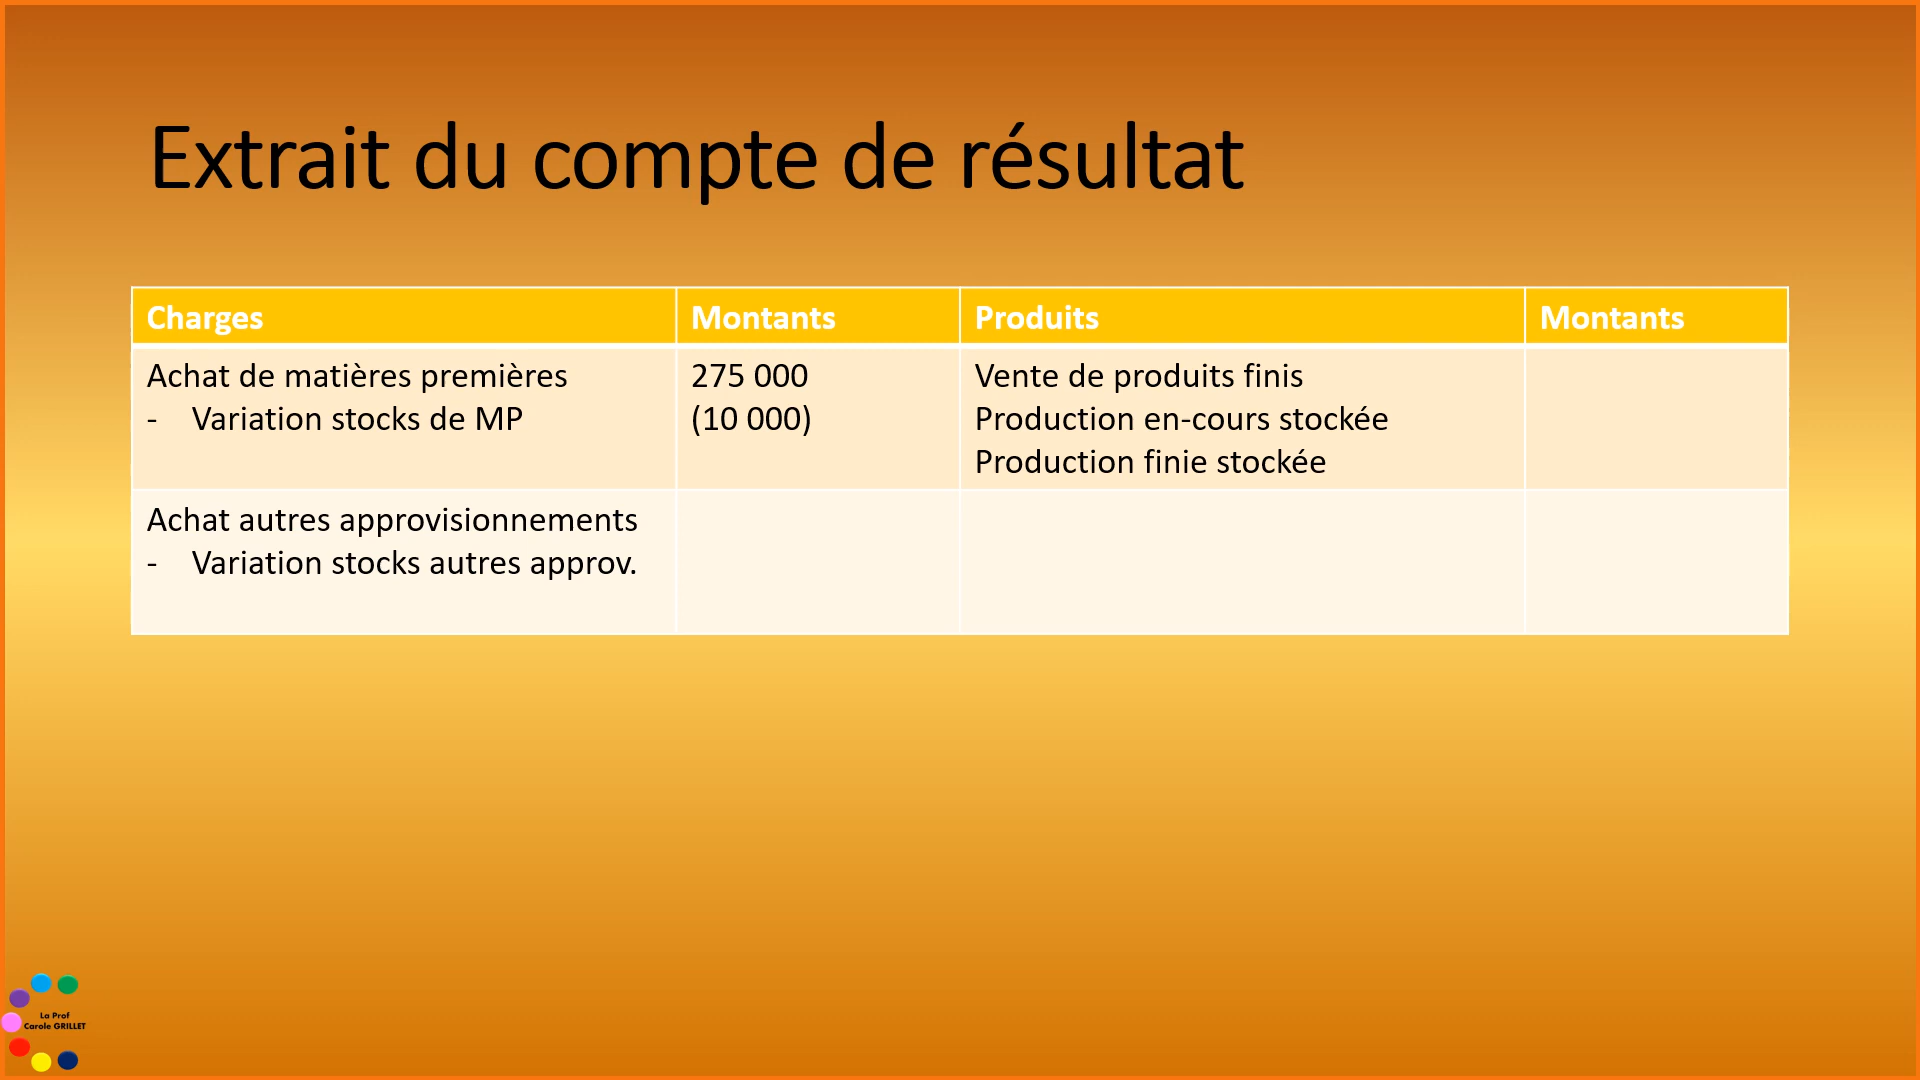 Extrait du compte de résultat
Charges Montants Produits Montants
Achat de matières premières 275 000 Vente de produits finis
- Variation stocks de MP (10 000) Production en-cours stockée
Production finie stockée
Achat autres approvisionnements
- Variation stocks autres approv.
La Prof
Carole GRILLET